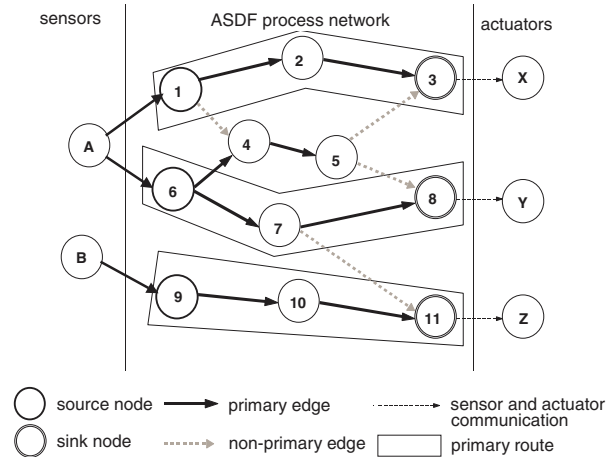 sensors ASDF process network actuators
2
1 3 X
A 4 5
6 8 Y
7
B
9 10 11 Z
source node primary edge sensor and actuator
communication
sink node non-primary edge primary route